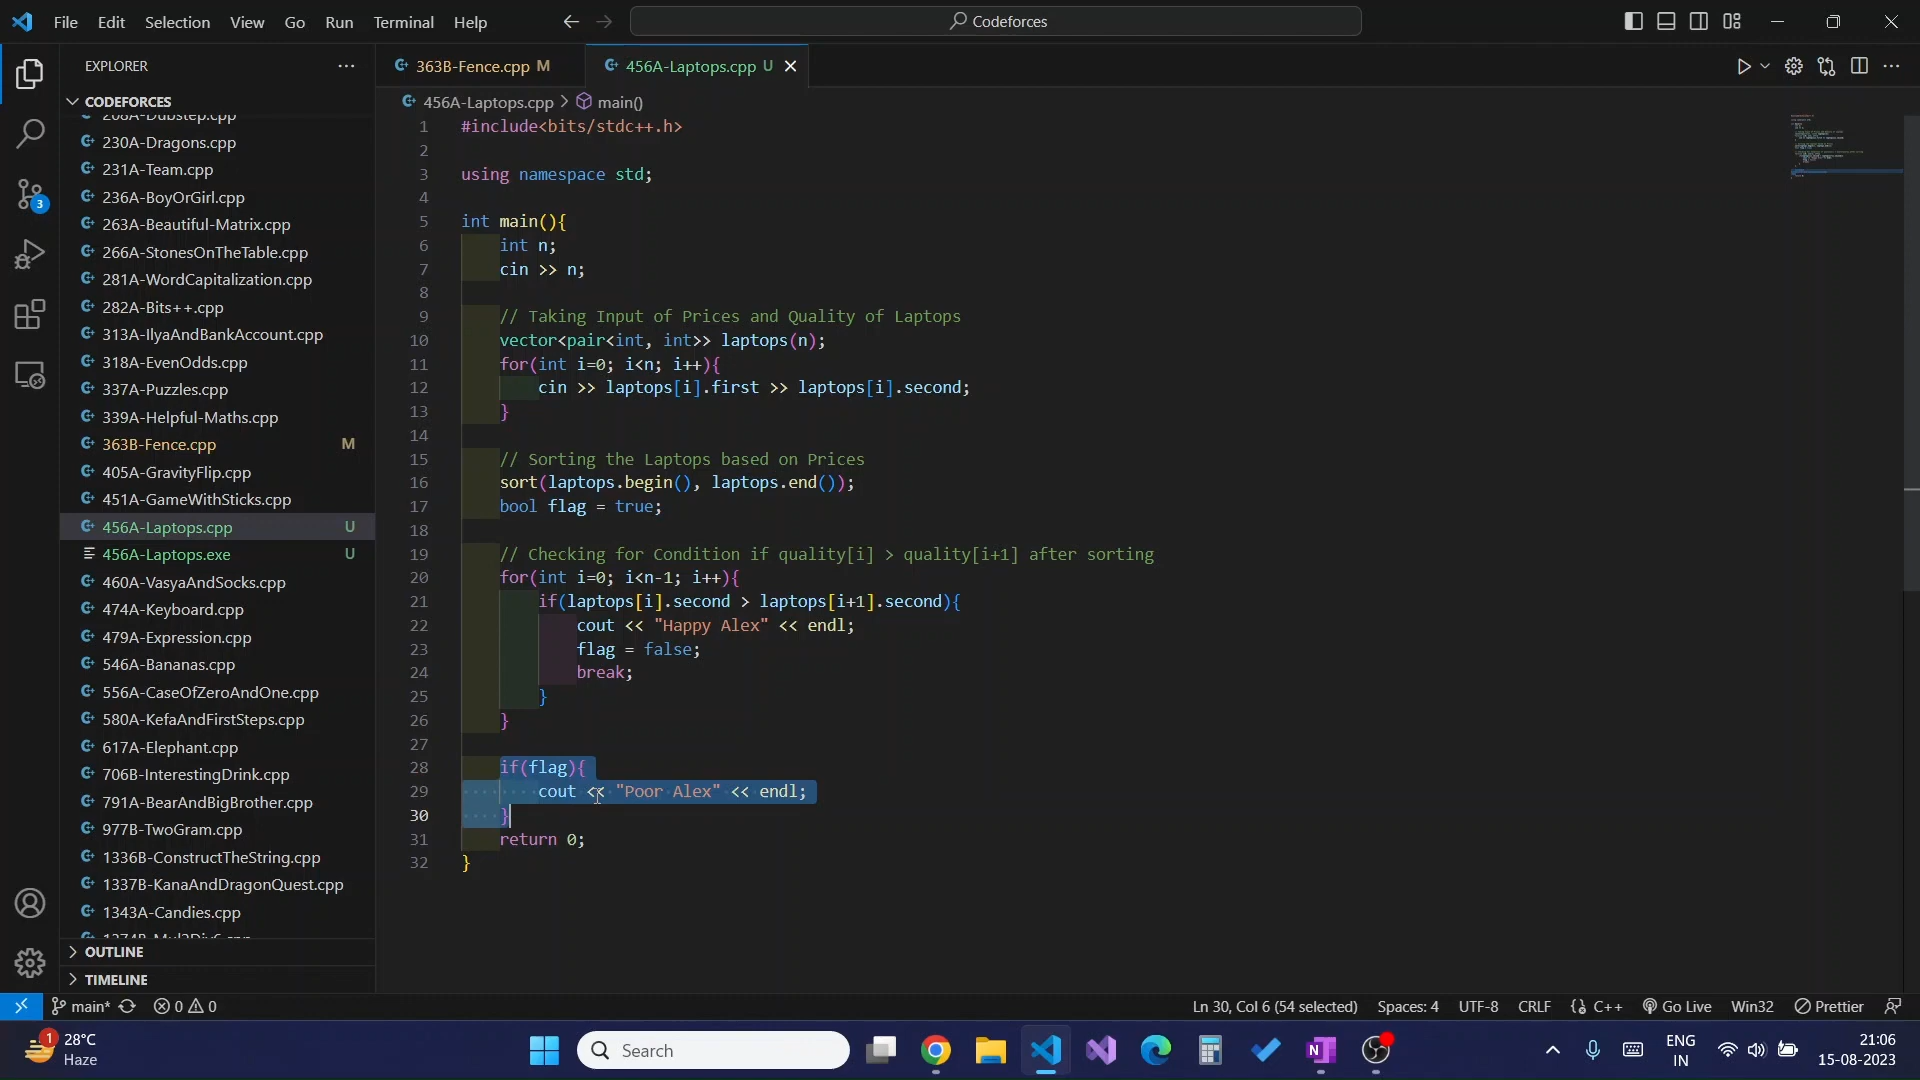 File Edit Selection View Go Run Terminal Help
Codeforces
EXPLORER
363B-Fence.cpp M
456A-Laptops.cpp U
CODEFORCES
456A-Laptops.cpp > main()
208A-Dubstep.cpp
230A-Dragons.cpp
231A-Team.cpp
236A-BoyOrGirl.cpp
263A-Beautiful-Matrix.cpp
266A-StonesOnTheTable.cpp
281A-WordCapitalization.cpp
282A-Bits++.cpp
313A-IlyaAndBankAccount.cpp
318A-EvenOdds.cpp
337A-Puzzles.cpp
339A-Helpful-Maths.cpp
363B-Fence.cpp M
405A-GravityFlip.cpp
451A-GameWithSticks.cpp
456A-Laptops.cpp U
456A-Laptops.exe U
460A-VasyaAndSocks.cpp
474A-Keyboard.cpp
479A-Expression.cpp
546A-Bananas.cpp
556A-CaseOfZeroAndOne.cpp
580A-KefaAndFirstSteps.cpp
617A-Elephant.cpp
706B-InterestingDrink.cpp
791A-BearAndBigBrother.cpp
977B-TwoGram.cpp
1336B-ConstructTheString.cpp
1337B-KanaAndDragonQuest.cpp
1343A-Candies.cpp
OUTLINE
TIMELINE
3
1 #include<bits/stdc++.h>
2
3 using namespace std;
4
5 int main(){
6 int n;
7 cin >> n;
8
9 // Taking Input of Prices and Quality of Laptops
10 vector<pair<int, int>> laptops(n);
11 for(int i=0; i<n; i++){
12 cin >> laptops[i].first >> laptops[i].second;
13 }
14
15 // Sorting the Laptops based on Prices
16 sort(laptops.begin(), laptops.end());
17 bool flag = true;
18
19 // Checking for Condition if quality[i] > quality[i+1] after sorting
20 for(int i=0; i<n-1; i++){
21 if(laptops[i].second > laptops[i+1].second){
22 cout << "Happy Alex" << endl;
23 flag = false;
24 break;
25 }
26 }
27
28 if(flag){
29 cout << "Poor Alex" << endl;
30 }
31 return 0;
32 }
main* 0 0
Ln 30, Col 6 (54 selected) Spaces: 4 UTF-8 CRLF {} C++ Go Live Win32 Prettier
1
28°C
Haze
Search
ENG
IN
21:06
15-08-2023